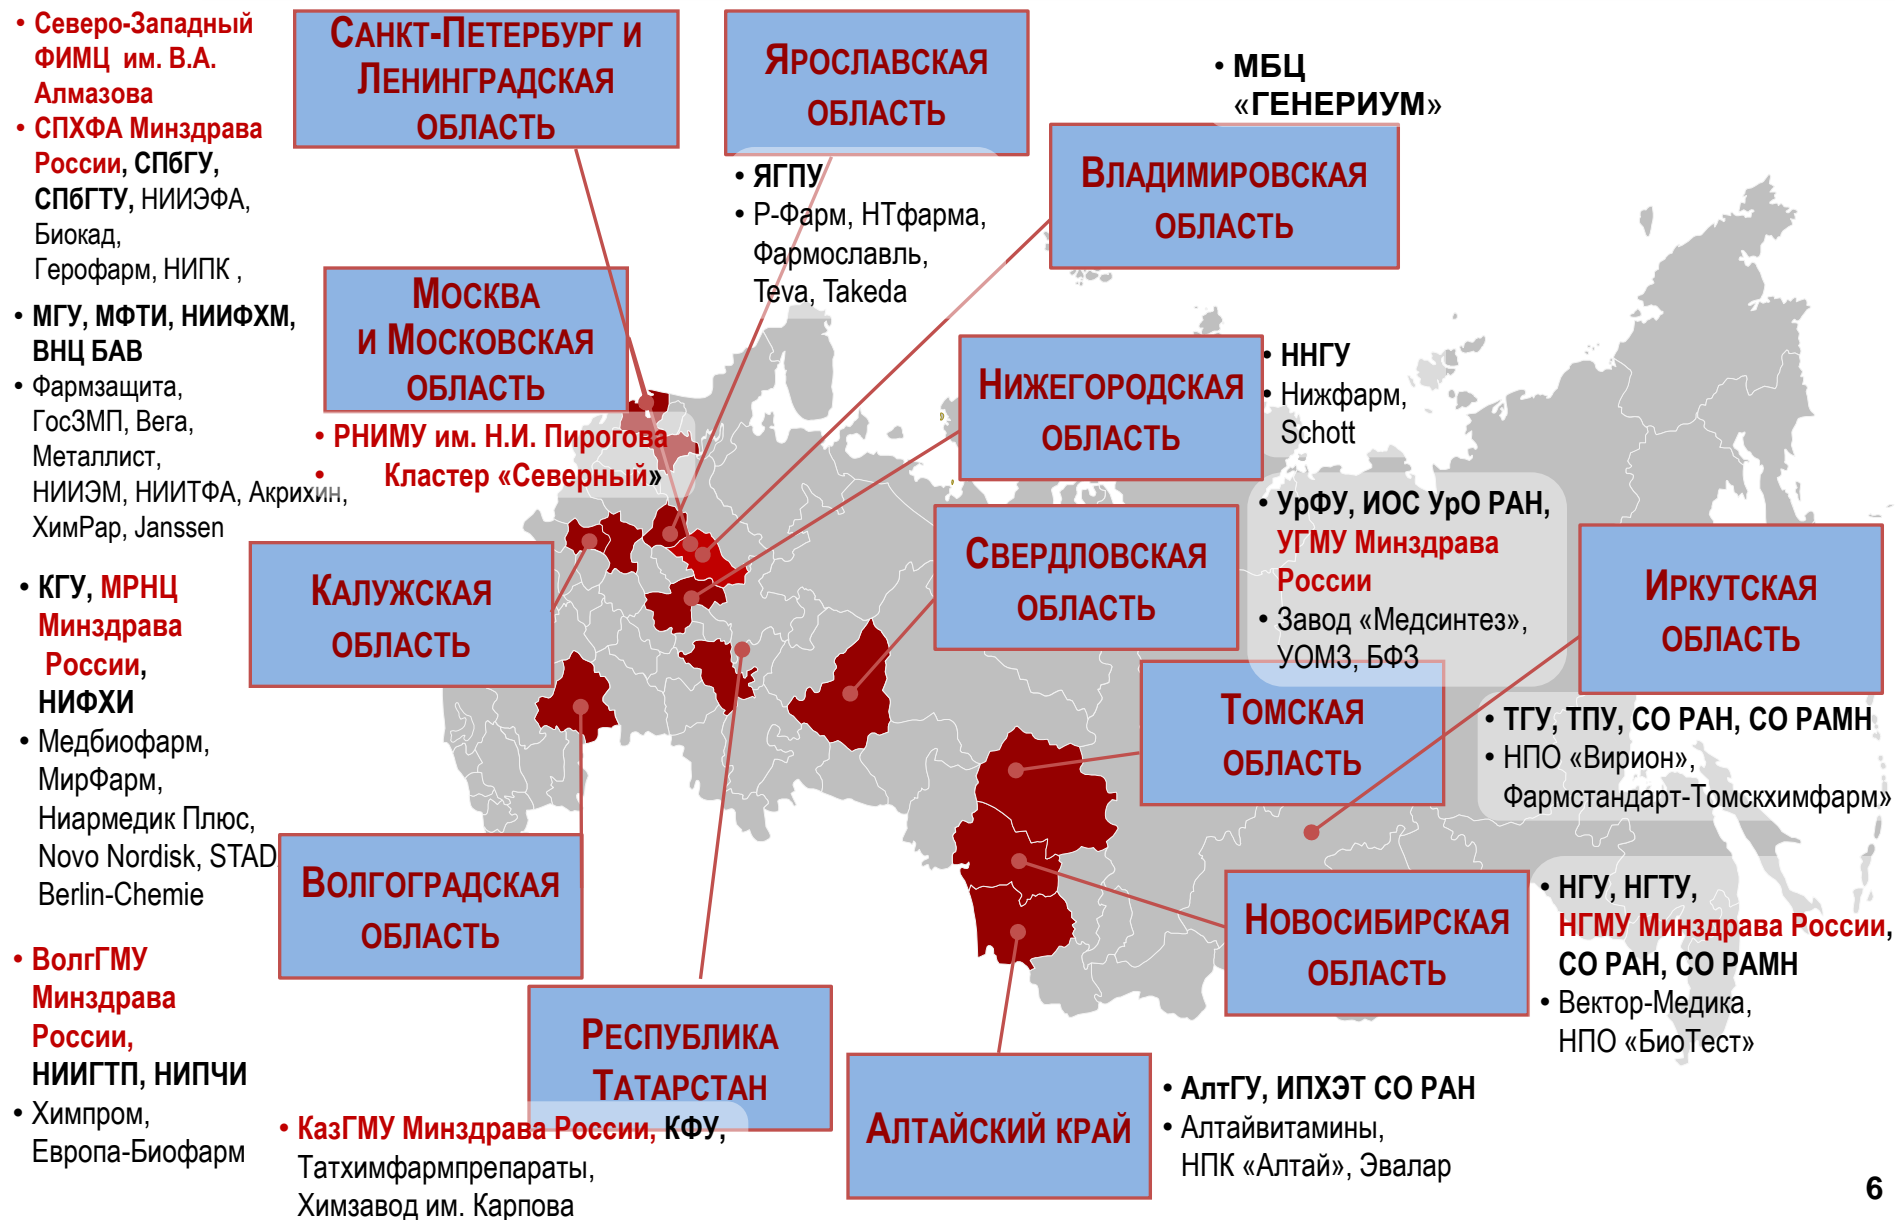 • Северо-Западный
ФИМЦ им. В.А.
Алмазова
• СПХФА Минздрава
России, СПбГУ,
СПбГТУ, НИИЭФА,
Биокад,
Герофарм, НИПК ,
САНКТ-ПЕТЕРБУРГ И
ЛЕНИНГРАДСКАЯ
ОБЛАСТЬ
ЯРОСЛАВСКАЯ
ОБЛАСТЬ
• ЯГПУ
• Р-Фарм, НТфарма,
Фармославль,
Teva, Takeda
• МБЦ
«ГЕНЕРИУМ»
ВЛАДИМИРОВСКАЯ
ОБЛАСТЬ
• МГУ, МФТИ, НИИФХМ,
ВНЦ БАВ
• Фармзащита,
ГосЗМП, Вега,
Металлист,
НИИЭМ, НИИТФА, Акрихин,
ХимРар, Janssen
МОСКВА
И МОСКОВСКАЯ
ОБЛАСТЬ
• РНИМУ им. Н.И. Пирогова
• Кластер «Северный»
НИЖЕГОРОДСКАЯ
ОБЛАСТЬ
• ННГУ
• Нижфарм,
Schott
СВЕРДЛОВСКАЯ
ОБЛАСТЬ
• УрФУ, ИОС УрО РАН,
УГМУ Минздрава
России
• Завод «Медсинтез»,
УОМЗ, БФЗ
ИРКУТСКАЯ
ОБЛАСТЬ
• КГУ, МРНЦ
Минздрава
России,
НИФХИ
• Медбиофарм,
МирФарм,
Ниармедик Плюс,
Novo Nordisk, STAD
Berlin-Chemie
КАЛУЖСКАЯ
ОБЛАСТЬ
ТОМСКАЯ
ОБЛАСТЬ
• ТГУ, ТПУ, СО РАН, СО РАМН
• НПО «Вирион»,
Фармстандарт-Томскхимфарм»
ВОЛГОГРАДСКАЯ
ОБЛАСТЬ
НОВОСИБИРСКАЯ
ОБЛАСТЬ
• НГУ, НГТУ,
НГМУ Минздрава России,
СО РАН, СО РАМН
• Вектор-Медика,
НПО «БиоТест»
• ВолгГМУ
Минздрава
России,
НИИГТП, НИПЧИ
• Химпром,
Европа-Биофарм
РЕСПУБЛИКА
ТАТАРСТАН
• КазГМУ Минздрава России, КФУ,
Татхимфармпрепараты,
Химзавод им. Карпова
АЛТАЙСКИЙ КРАЙ
• АлтГУ, ИПХЭТ СО РАН
• Алтайвитамины,
НПК «Алтай», Эвалар
6